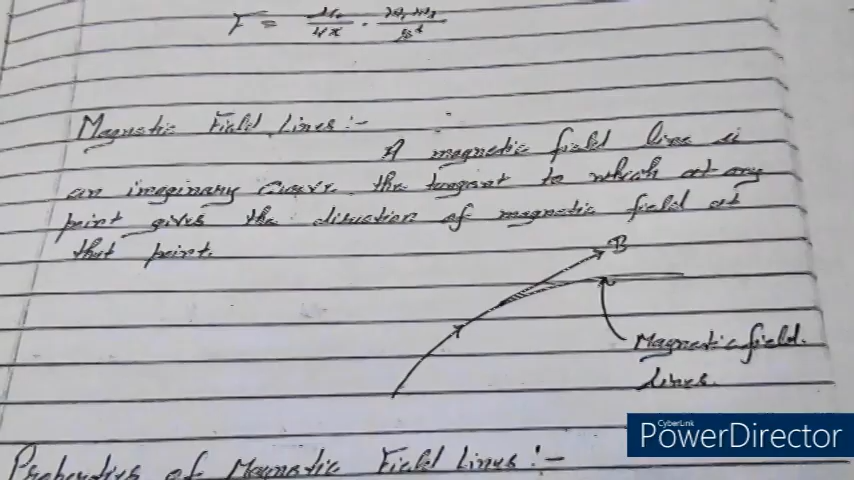 F = μ₀/4π · m₁m₂/r²
Magnetic Field Lines :-
A magnetic field line is
an imaginary curve, the tangent to which at any
point gives the direction of magnetic field at
that point.
B
Magnetic field
lines.
Properties of Magnetic Field Lines :-
CyberLink
PowerDirector